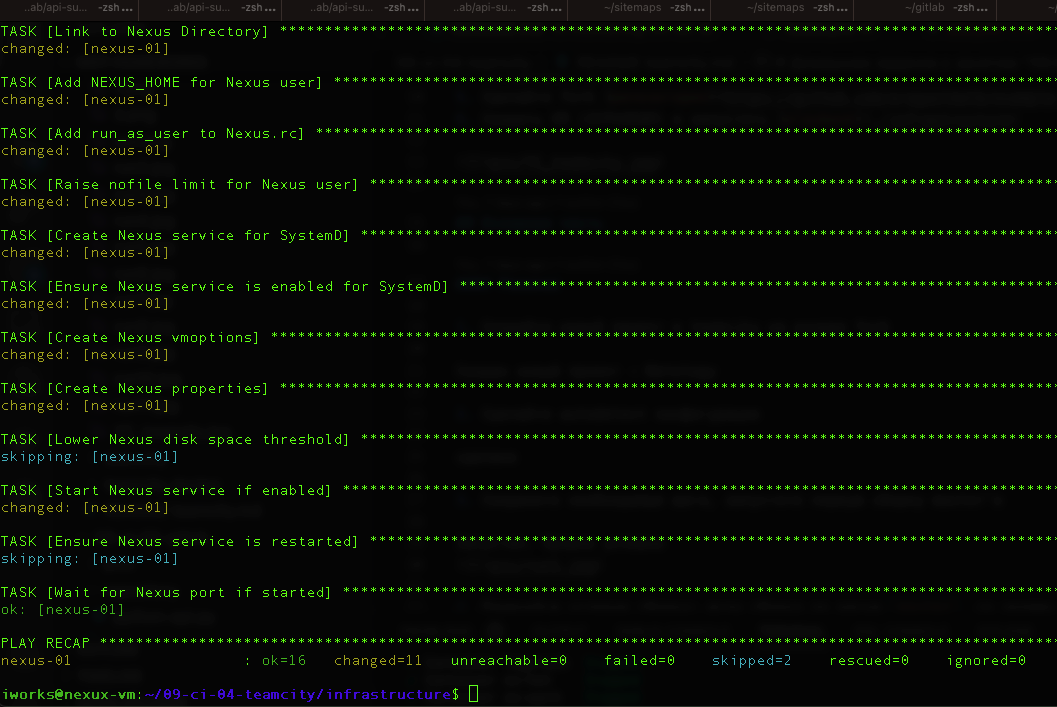 ..ab/api-su... -zsh... ..ab/api-su... -zsh... ..ab/api-su... -zsh... ..ab/api-su... -zsh... ~/sitemaps -zsh... ~/sitemaps -zsh... ~/gitlab -zsh... ~/
TASK [Link to Nexus Directory] **************************************************************************************
changed: [nexus-01]
TASK [Add NEXUS_HOME for Nexus user] ********************************************************************************
changed: [nexus-01]
TASK [Add run_as_user to Nexus.rc] **********************************************************************************
changed: [nexus-01]
TASK [Raise nofile limit for Nexus user] ****************************************************************************
changed: [nexus-01]
TASK [Create Nexus service for SystemD] *****************************************************************************
changed: [nexus-01]
TASK [Ensure Nexus service is enabled for SystemD] ******************************************************************
changed: [nexus-01]
TASK [Create Nexus vmoptions] ***************************************************************************************
changed: [nexus-01]
TASK [Create Nexus properties] **************************************************************************************
changed: [nexus-01]
TASK [Lower Nexus disk space threshold] *****************************************************************************
skipping: [nexus-01]
TASK [Start Nexus service if enabled] *******************************************************************************
changed: [nexus-01]
TASK [Ensure Nexus service is restarted] ****************************************************************************
skipping: [nexus-01]
TASK [Wait for Nexus port if started] *******************************************************************************
ok: [nexus-01]
PLAY RECAP **********************************************************************************************************
nexus-01 : ok=16 changed=11 unreachable=0 failed=0 skipped=2 rescued=0 ignored=0
iworks@nexux-vm:~/09-ci-04-teamcity/infrastructure$